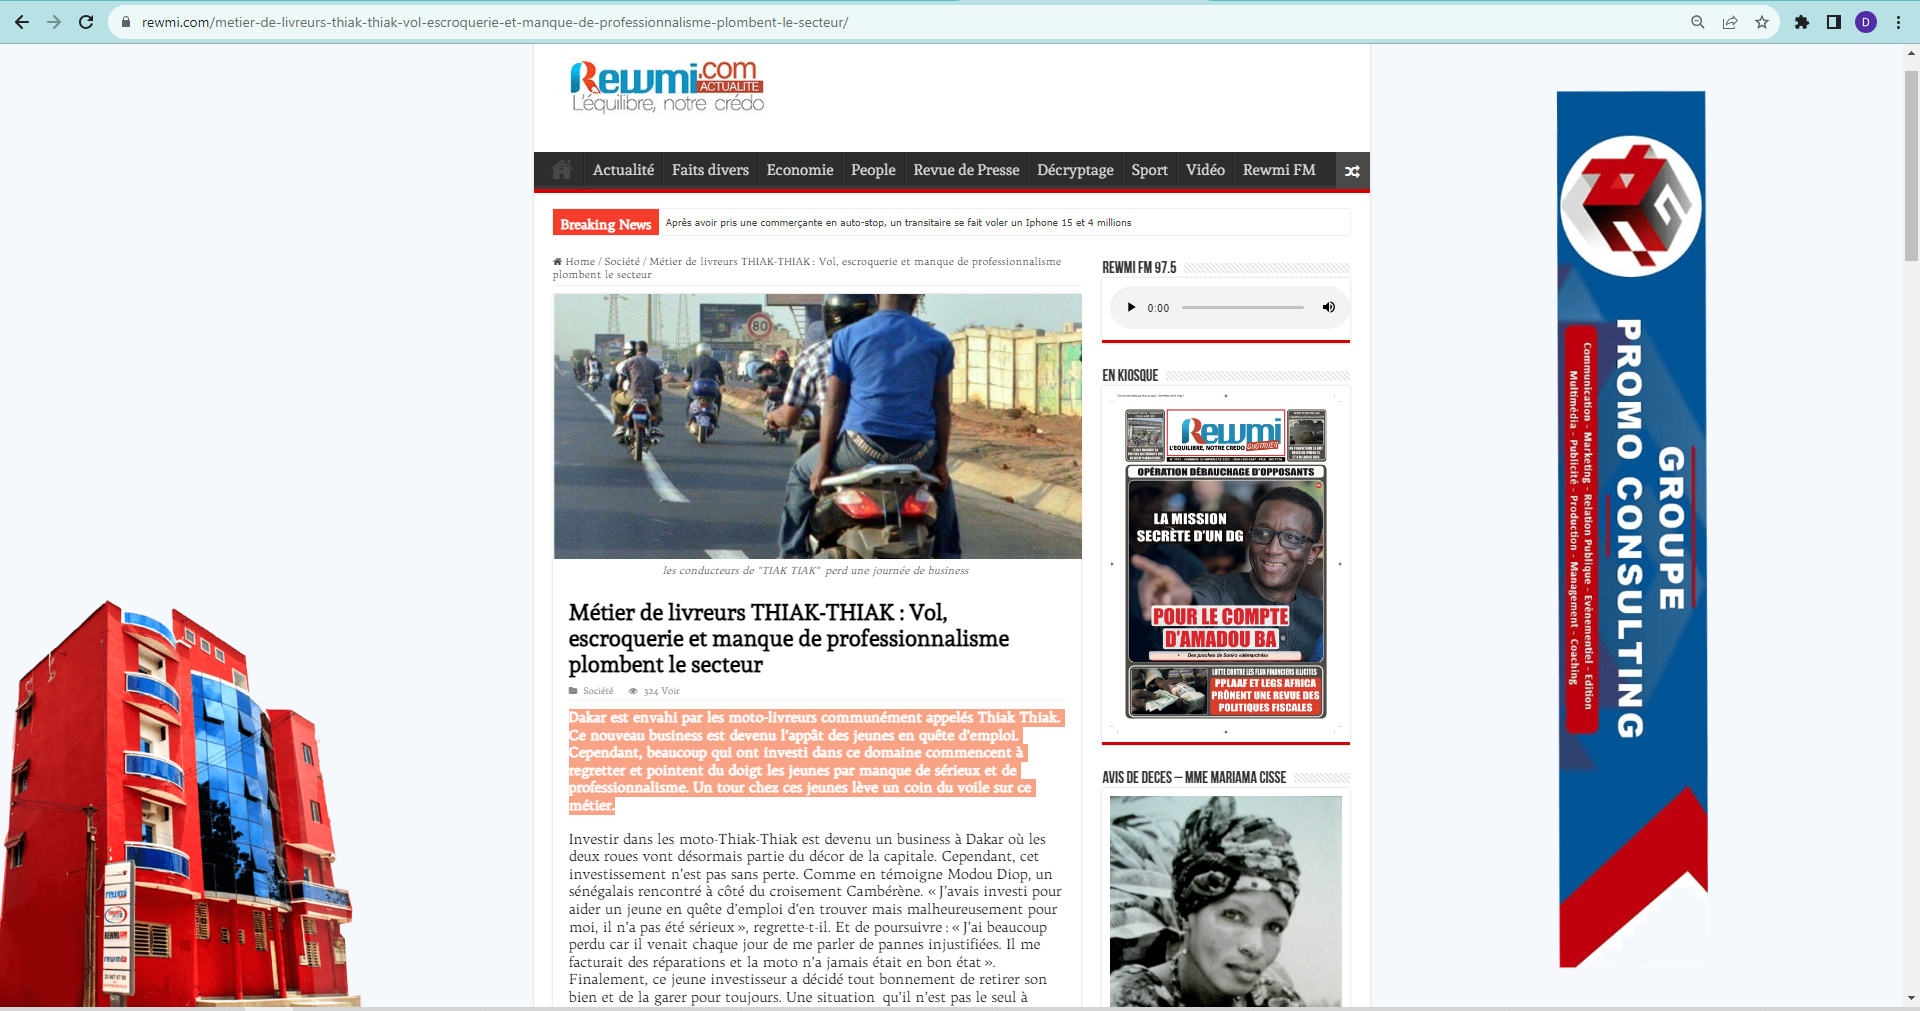 rewmi.com/metier-de-livreurs-thiak-thiak-vol-escroquerie-et-manque-de-professionnalisme-plombent-le-secteur/
D
Rewmi.com
ACTUALITE
L'équilibre, notre crédo
Actualité Faits divers Economie People Revue de Presse Décryptage Sport Vidéo Rewmi FM
Breaking News Après avoir pris une commerçante en auto-stop, un transitaire se fait voler un Iphone 15 et 4 millions
Home / Société / Métier de livreurs THIAK-THIAK : Vol, escroquerie et manque de professionnalisme
plombent le secteur
80
les conducteurs de "TIAK TIAK" perd une journée de business
Métier de livreurs THIAK-THIAK : Vol,
escroquerie et manque de professionnalisme
plombent le secteur
Société 324 Voir
Dakar est envahi par les moto-livreurs communément appelés Thiak Thiak.
Ce nouveau business est devenu l'appât des jeunes en quête d'emploi.
Cependant, beaucoup qui ont investi dans ce domaine commencent à
regretter et pointent du doigt les jeunes par manque de sérieux et de
professionnalisme. Un tour chez ces jeunes lève un coin du voile sur ce
métier.
Investir dans les moto-Thiak-Thiak est devenu un business à Dakar où les
deux roues vont désormais partie du décor de la capitale. Cependant, cet
investissement n'est pas sans perte. Comme en témoigne Modou Diop, un
sénégalais rencontré à côté du croisement Cambérène. « J'avais investi pour
aider un jeune en quête d'emploi d'en trouver mais malheureusement pour
moi, il n'a pas été sérieux », regrette-t-il. Et de poursuivre : « J'ai beaucoup
perdu car il venait chaque jour de me parler de pannes injustifiées. Il me
facturait des réparations et la moto n'a jamais était en bon état ».
Finalement, ce jeune investisseur a décidé tout bonnement de retirer son
bien et de la garer pour toujours. Une situation qu'il n'est pas le seul à
REWMI FM 97.5
0:00
EN KIOSQUE
Rewmi
QUOTIDIEN
L'EQUILIBRE, NOTRE CREDO
OPÉRATION DÉBAUCHAGE D'OPPOSANTS
LA MISSION
SECRÈTE D'UN DG
POUR LE COMPTE
D'AMADOU BA
Des proches de Sonko «démarchés»
LUTTE CONTRE LES FLUX FINANCIERS ILLICITES
PPLAAF ET LEGS AFRICA
PRÔNENT UNE REVUE DES
POLITIQUES FISCALES
AVIS DE DECES – MME MARIAMA CISSE
GROUPE
PROMO CONSULTING
Communication - Marketing - Relation Publique - Evènementiel - Edition
Multimédia - Publicité - Production - Management - Coaching
rewmi
REWMI
rewmi